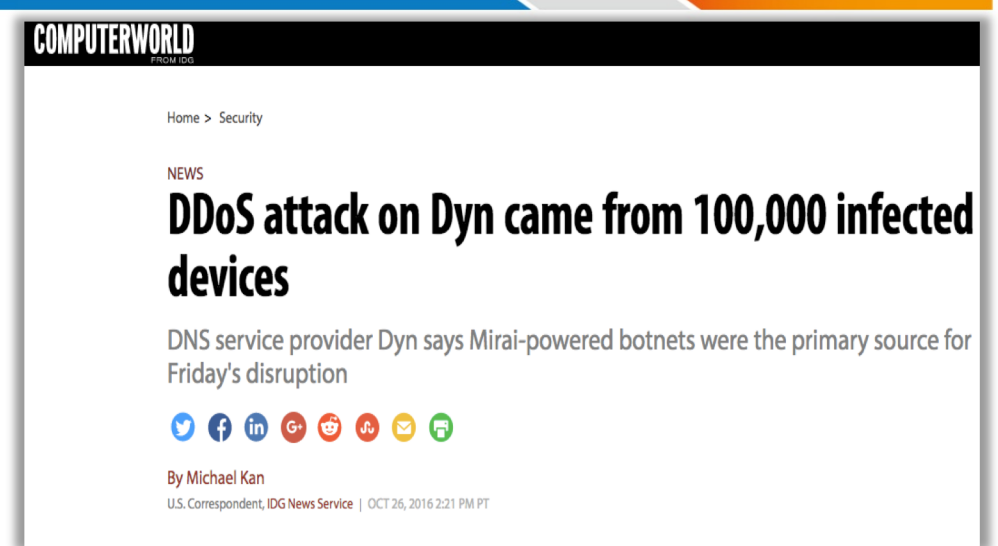 COMPUTERWORLD
FROM IDG
Home > Security
NEWS
DDoS attack on Dyn came from 100,000 infected
devices
DNS service provider Dyn says Mirai-powered botnets were the primary source for
Friday's disruption
G+
By Michael Kan
U.S. Correspondent, IDG News Service | OCT 26, 2016 2:21 PM PT